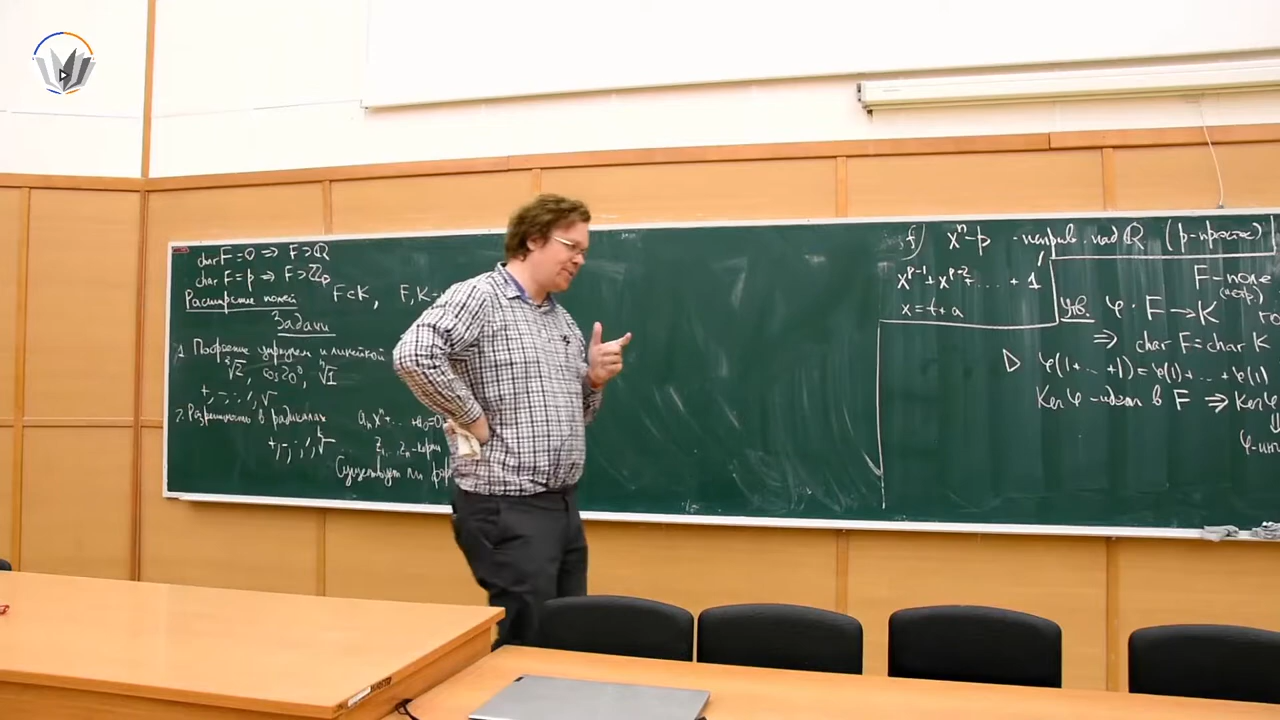 char F = 0 ⇒ F > ℚ
char F = p ⇒ F > ℤₚ
Расширение полей F ⊂ K, F, K -
Задачи
1. Построение циркулем и линейкой
∛2, cos 20°, ⁿ√1
+, -, ·, :, √
2. Разрешимость в радикалах aₙxⁿ + ... + a₀ = 0
+, -, ·, :, ᵏ√ z₁, ... zₙ - корни
Существует ли
f) xⁿ - p - неприв. над ℚ (p - простое)
xᵖ⁻¹ + xᵖ⁻² + .... + 1
x = t + a
F - поле
Утв. φ: F → K
⇒ char F = char K
▷ φ(1 + ... + 1) = φ(1) + ... + φ(1)
Ker φ - идеал в F ⇒ Ker φ